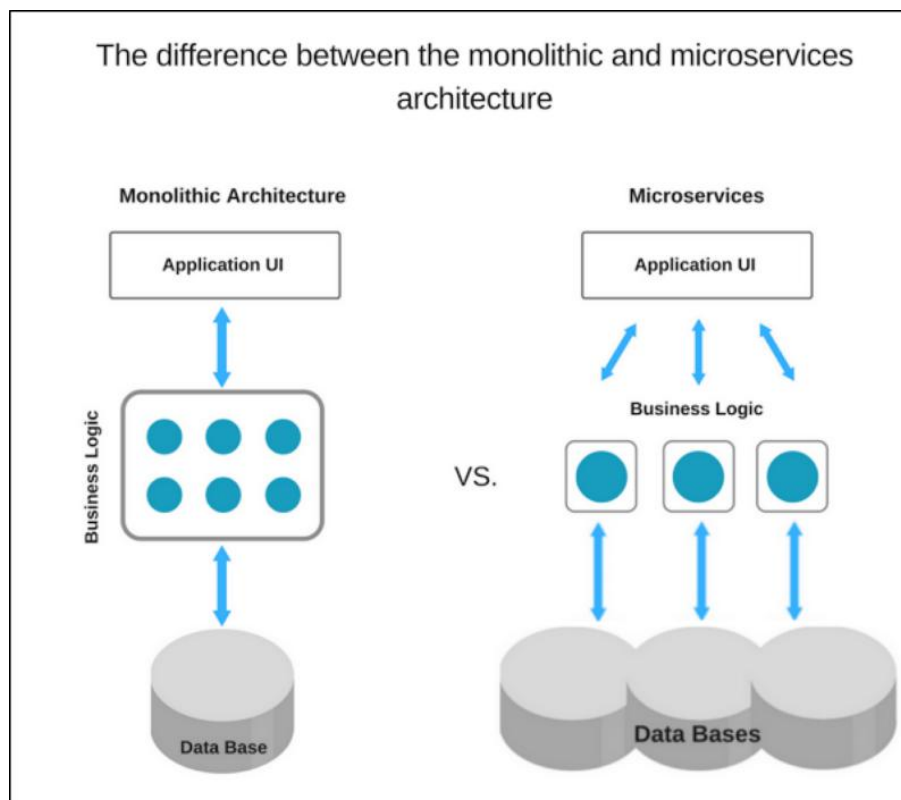 The difference between the monolithic and microservices
architecture
Monolithic Architecture
Application UI
Business Logic
Data Base
VS.
Microservices
Application UI
Business Logic
Data Bases